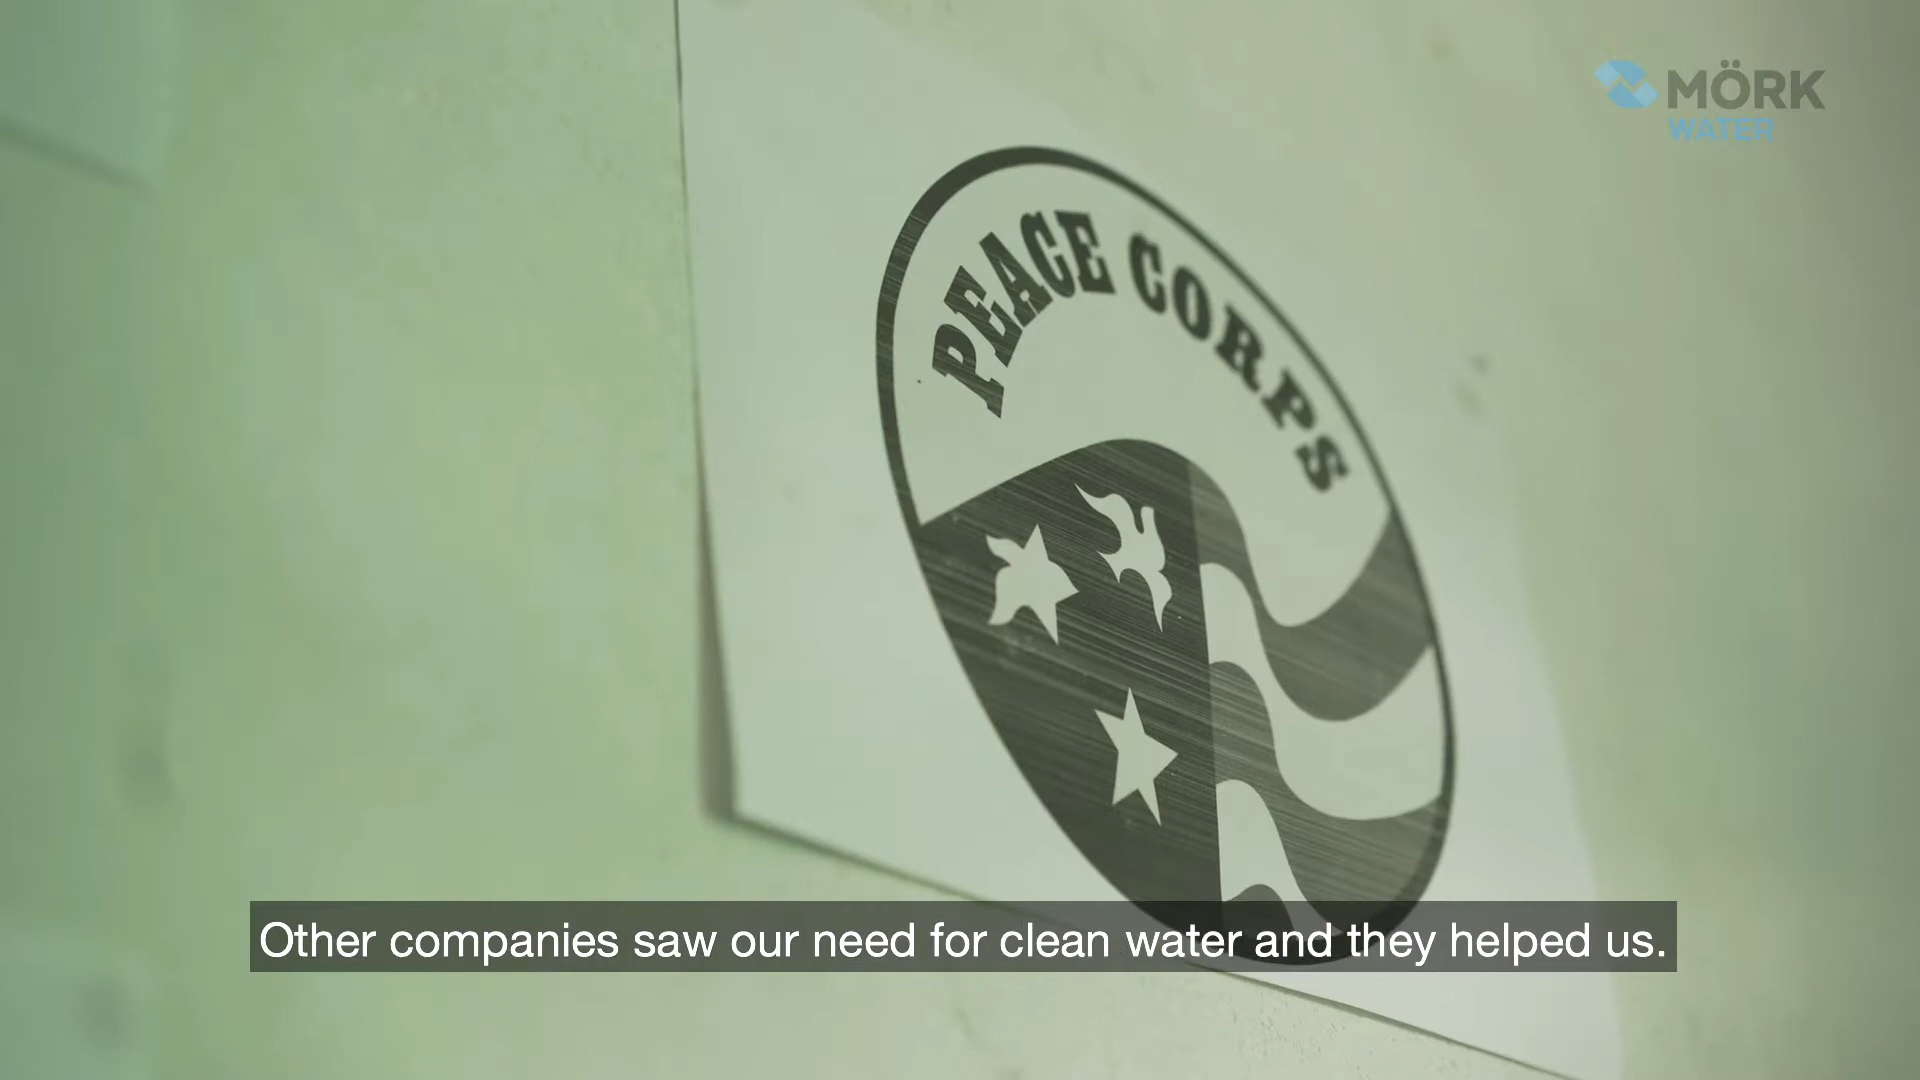 MÖRK
WATER
PEACE CORPS
Other companies saw our need for clean water and they helped us.